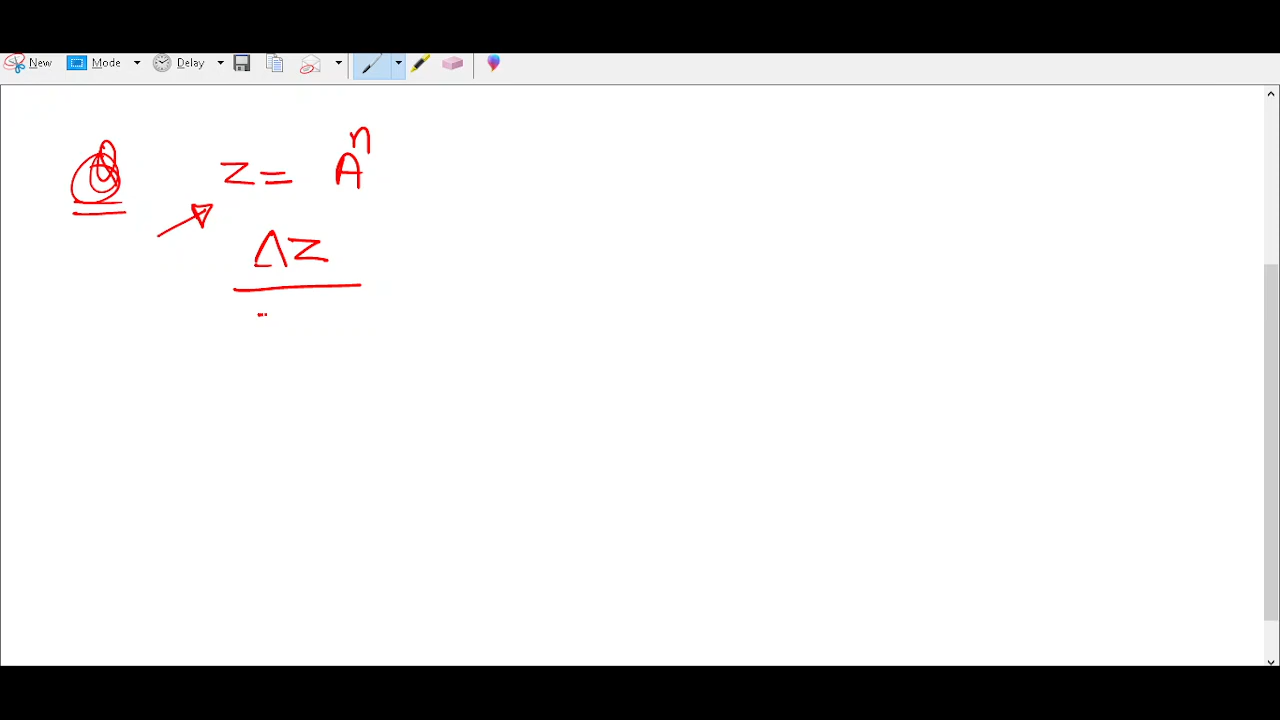 New Mode Delay
Z = Aⁿ
ΔZ